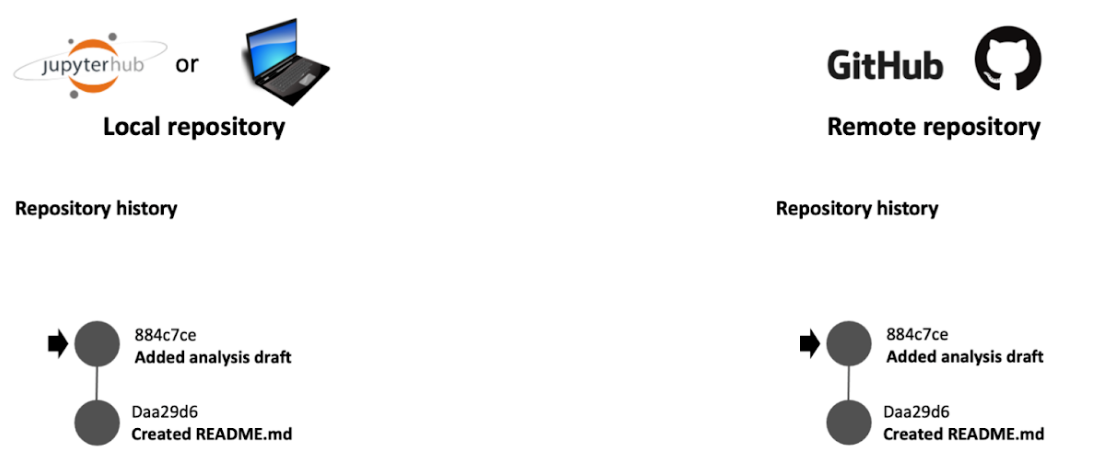 jupyterhub or
GitHub
Local repository
Remote repository
Repository history
Repository history
884c7ce
Added analysis draft
Daa29d6
Created README.md
884c7ce
Added analysis draft
Daa29d6
Created README.md